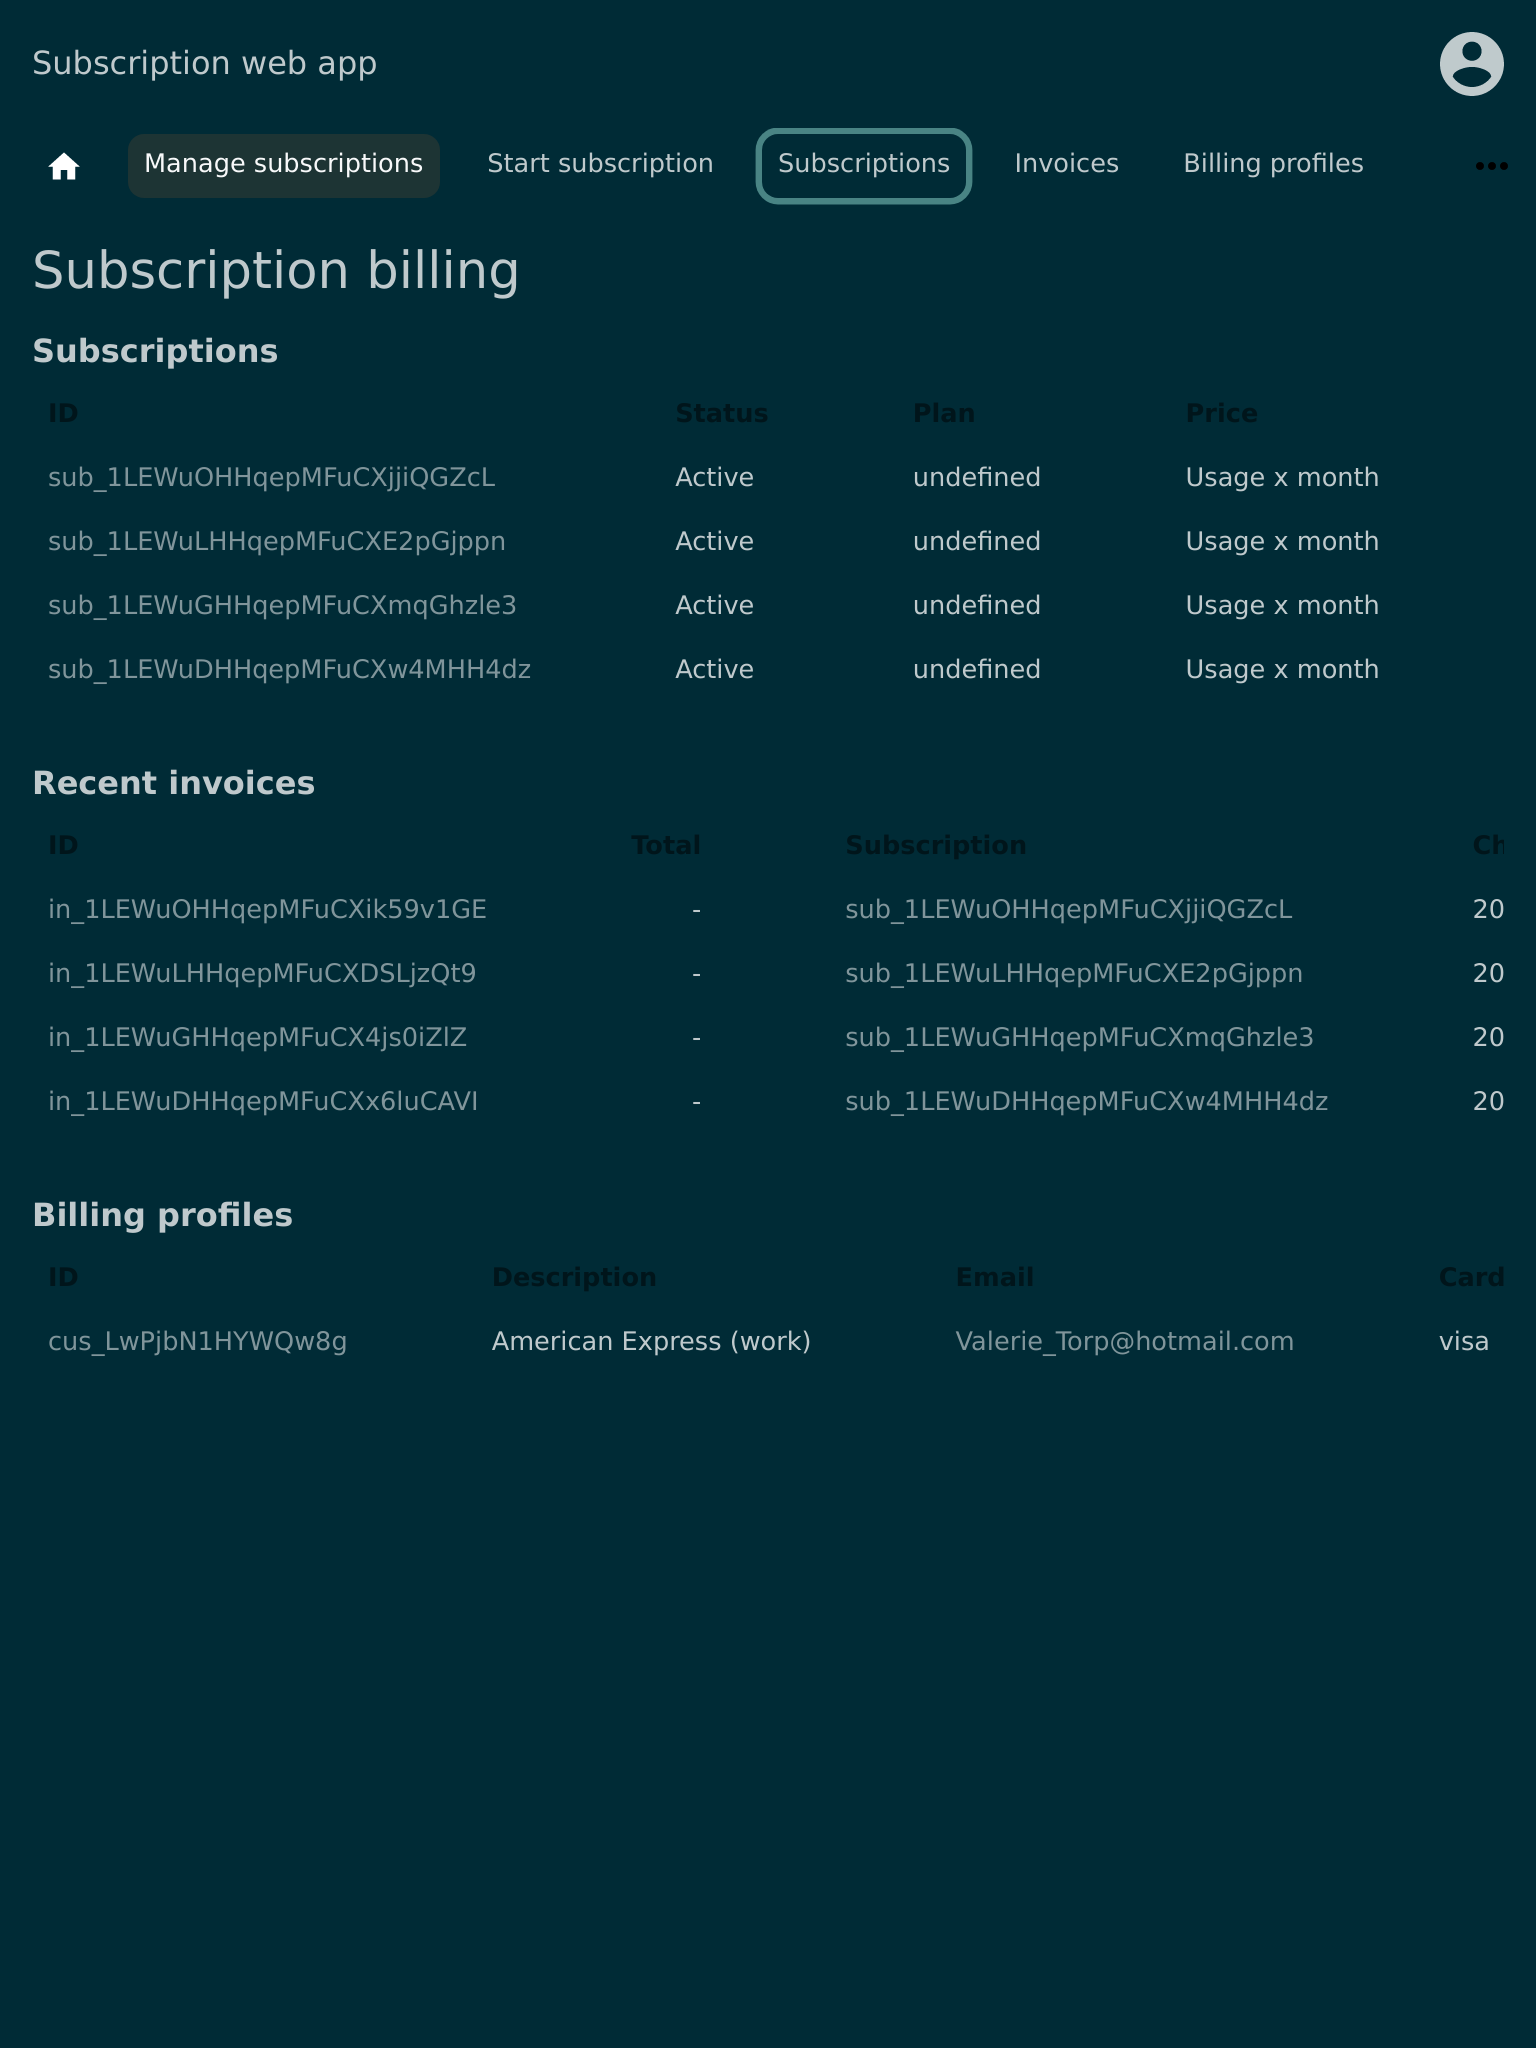 Subscription web app
Manage subscriptions Start subscription Subscriptions Invoices Billing profiles
Subscription billing
Subscriptions
ID Status Plan Price
sub_1LEWuOHHqepMFuCXjjiQGZcL Active undefined Usage x month
sub_1LEWuLHHqepMFuCXE2pGjppn Active undefined Usage x month
sub_1LEWuGHHqepMFuCXmqGhzle3 Active undefined Usage x month
sub_1LEWuDHHqepMFuCXw4MHH4dz Active undefined Usage x month
Recent invoices
ID Total Subscription Ch
in_1LEWuOHHqepMFuCXik59v1GE - sub_1LEWuOHHqepMFuCXjjiQGZcL 20
in_1LEWuLHHqepMFuCXDSLjzQt9 - sub_1LEWuLHHqepMFuCXE2pGjppn 20
in_1LEWuGHHqepMFuCX4js0iZlZ - sub_1LEWuGHHqepMFuCXmqGhzle3 20
in_1LEWuDHHqepMFuCXx6luCAVI - sub_1LEWuDHHqepMFuCXw4MHH4dz 20
Billing profiles
ID Description Email Card
cus_LwPjbN1HYWQw8g American Express (work) Valerie_Torp@hotmail.com visa